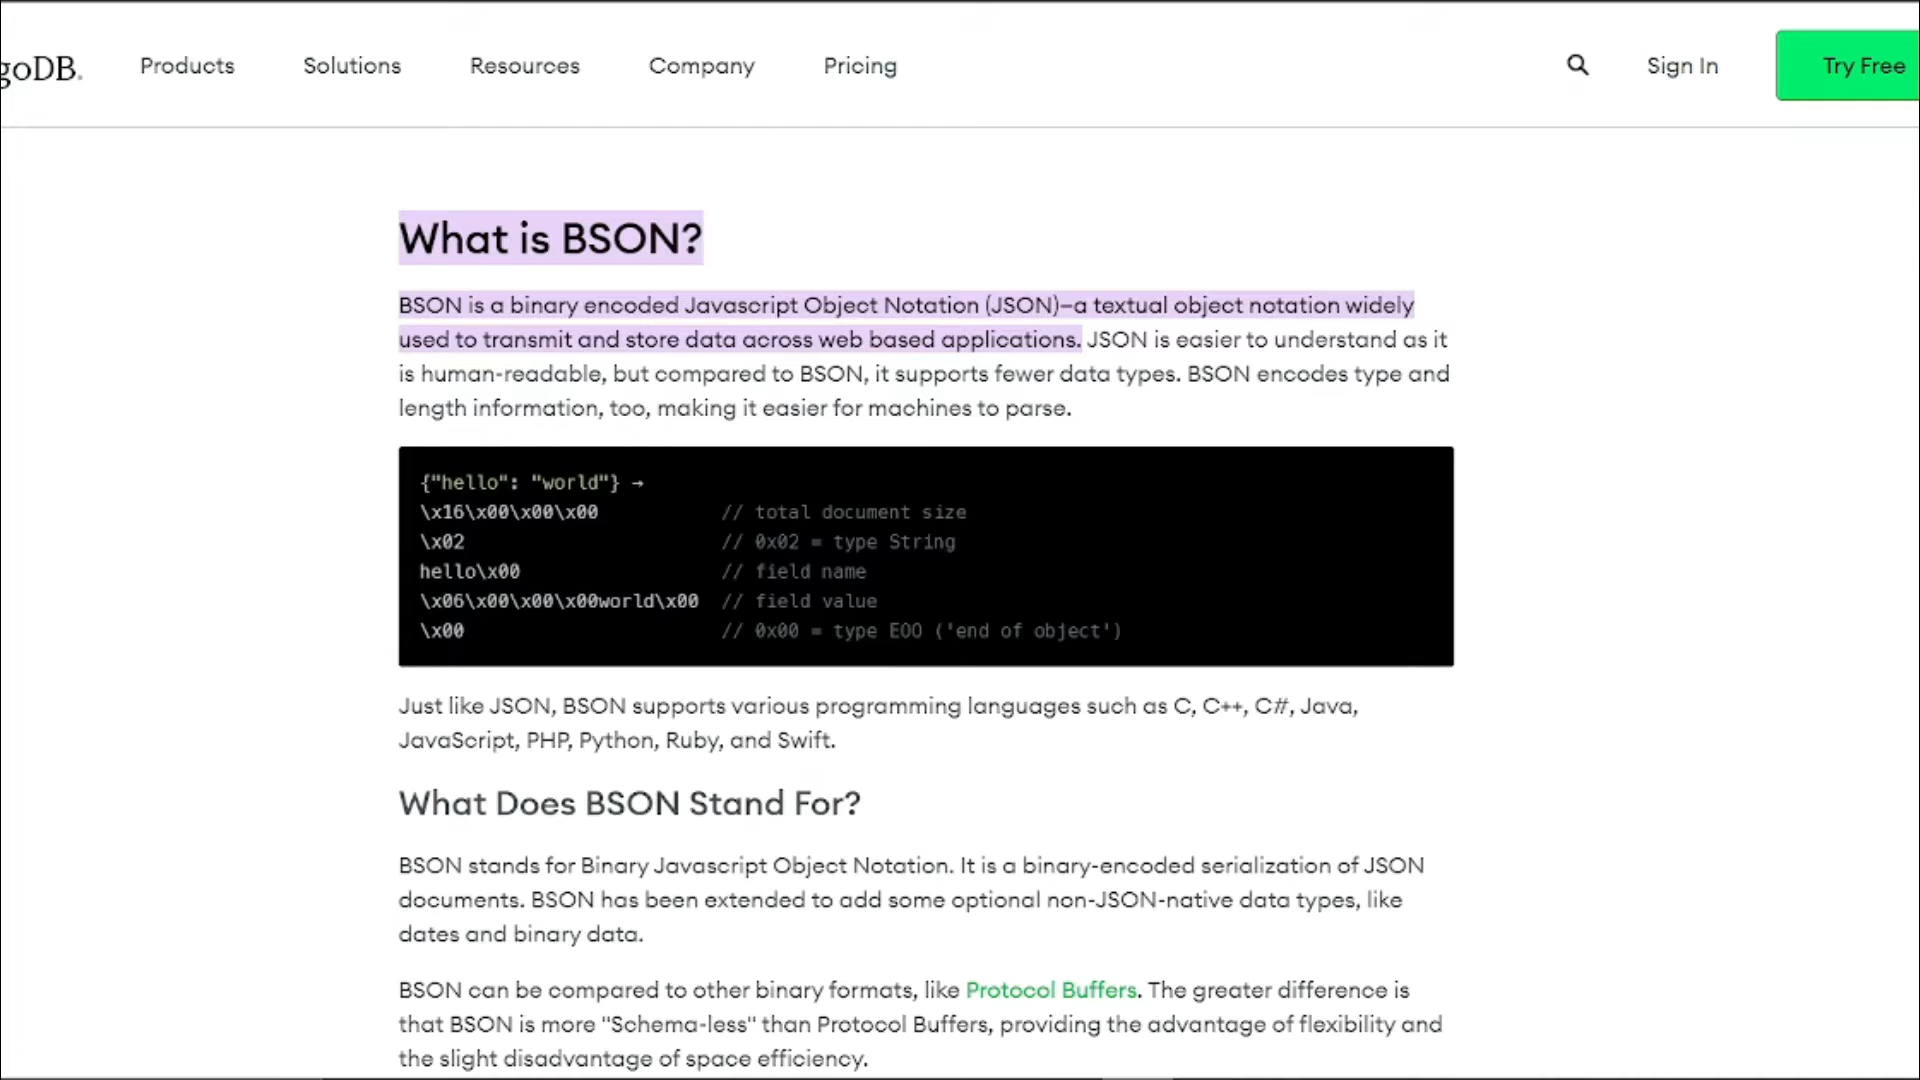 goDB.
Products
Solutions
Resources
Company
Pricing
Sign In
Try Free
What is BSON?
BSON is a binary encoded Javascript Object Notation (JSON)—a textual object notation widely
used to transmit and store data across web based applications. JSON is easier to understand as it
is human-readable, but compared to BSON, it supports fewer data types. BSON encodes type and
length information, too, making it easier for machines to parse.
{"hello": "world"} →
\x16\x00\x00\x00 // total document size
\x02 // 0x02 = type String
hello\x00 // field name
\x06\x00\x00\x00world\x00 // field value
\x00 // 0x00 = type EOO ('end of object')
Just like JSON, BSON supports various programming languages such as C, C++, C#, Java,
JavaScript, PHP, Python, Ruby, and Swift.
What Does BSON Stand For?
BSON stands for Binary Javascript Object Notation. It is a binary-encoded serialization of JSON
documents. BSON has been extended to add some optional non-JSON-native data types, like
dates and binary data.
BSON can be compared to other binary formats, like Protocol Buffers. The greater difference is
that BSON is more "Schema-less" than Protocol Buffers, providing the advantage of flexibility and
the slight disadvantage of space efficiency.